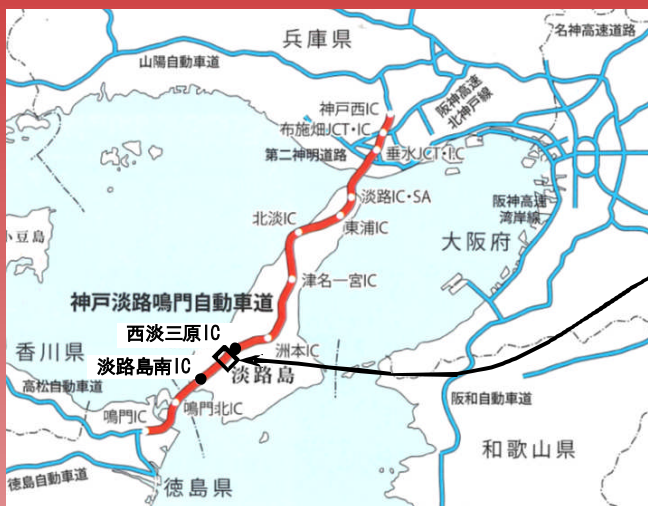 兵庫県
名神高速道路
山陽自動車道
神戸西IC
阪神高速
北神戸線
布施畑JCT・IC
第二神明道路
垂水JCT・IC
淡路IC・SA
阪神高速
湾岸線
北淡IC
東浦IC
小豆島
大阪府
津名一宮IC
神戸淡路鳴門自動車道
西淡三原IC
香川県
洲本IC
淡路島南IC
淡路島
高松自動車道
阪和自動車道
鳴門IC
鳴門北IC
和歌山県
徳島自動車道
徳島県